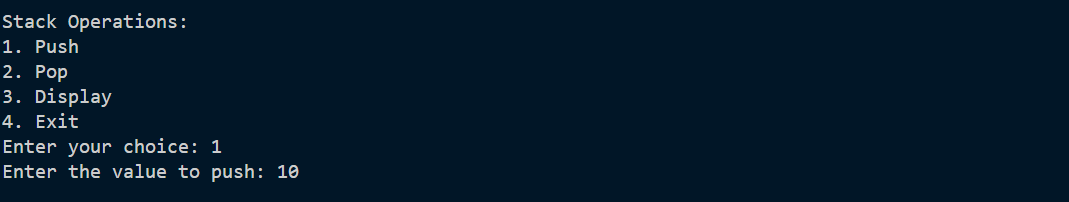 Stack Operations:
1. Push
2. Pop
3. Display
4. Exit
Enter your choice: 1
Enter the value to push: 10